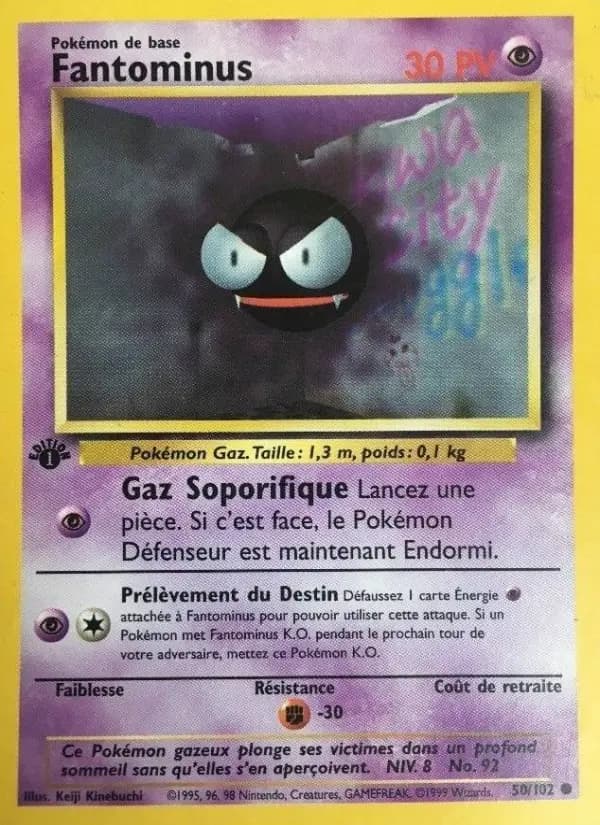 Pokémon de base
Fantominus 30 PV
wa
City
EDITION
1
Pokémon Gaz. Taille: 1,3 m, poids: 0,1 kg
Gaz Soporifique Lancez une
pièce. Si c'est face, le Pokémon
Défenseur est maintenant Endormi.
Prélèvement du Destin Défaussez 1 carte Énergie
attachée à Fantominus pour pouvoir utiliser cette attaque. Si un
Pokémon met Fantominus K.O. pendant le prochain tour de
votre adversaire, mettez ce Pokémon K.O.
Faiblesse Résistance Coût de retraite
-30
Ce Pokémon gazeux plonge ses victimes dans un profond
sommeil sans qu'elles s'en aperçoivent. NIV. 8 No. 92
Illus. Keiji Kinebuchi ©1995, 96, 98 Nintendo, Creatures, GAMEFREAK. ©1999 Wizards. 50/102